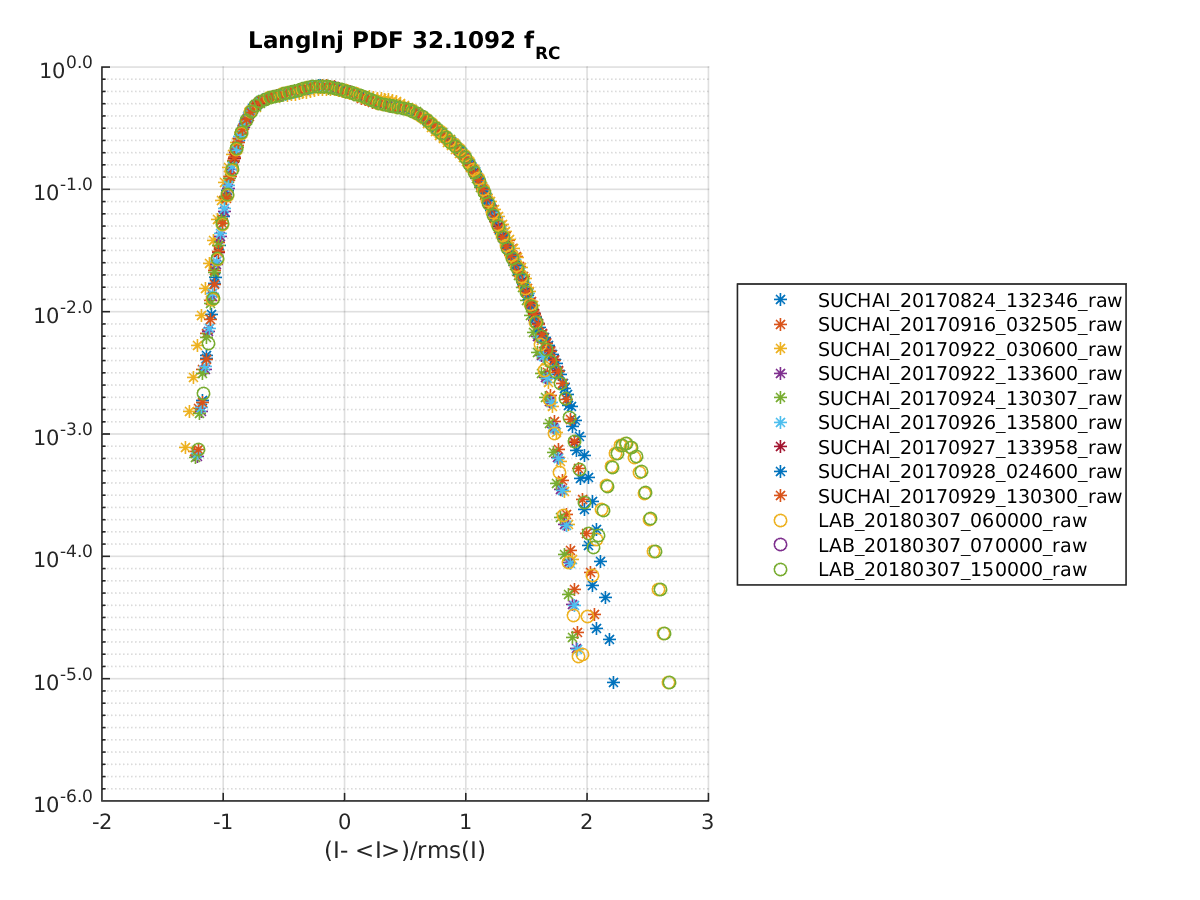 LangInj PDF 32.1092 f_RC
10^0.0
10^-1.0
10^-2.0
10^-3.0
10^-4.0
10^-5.0
10^-6.0
-2 -1 0 1 2 3
(I- <I>)/rms(I)
SUCHAI_20170824_132346_raw
SUCHAI_20170916_032505_raw
SUCHAI_20170922_030600_raw
SUCHAI_20170922_133600_raw
SUCHAI_20170924_130307_raw
SUCHAI_20170926_135800_raw
SUCHAI_20170927_133958_raw
SUCHAI_20170928_024600_raw
SUCHAI_20170929_130300_raw
LAB_20180307_060000_raw
LAB_20180307_070000_raw
LAB_20180307_150000_raw